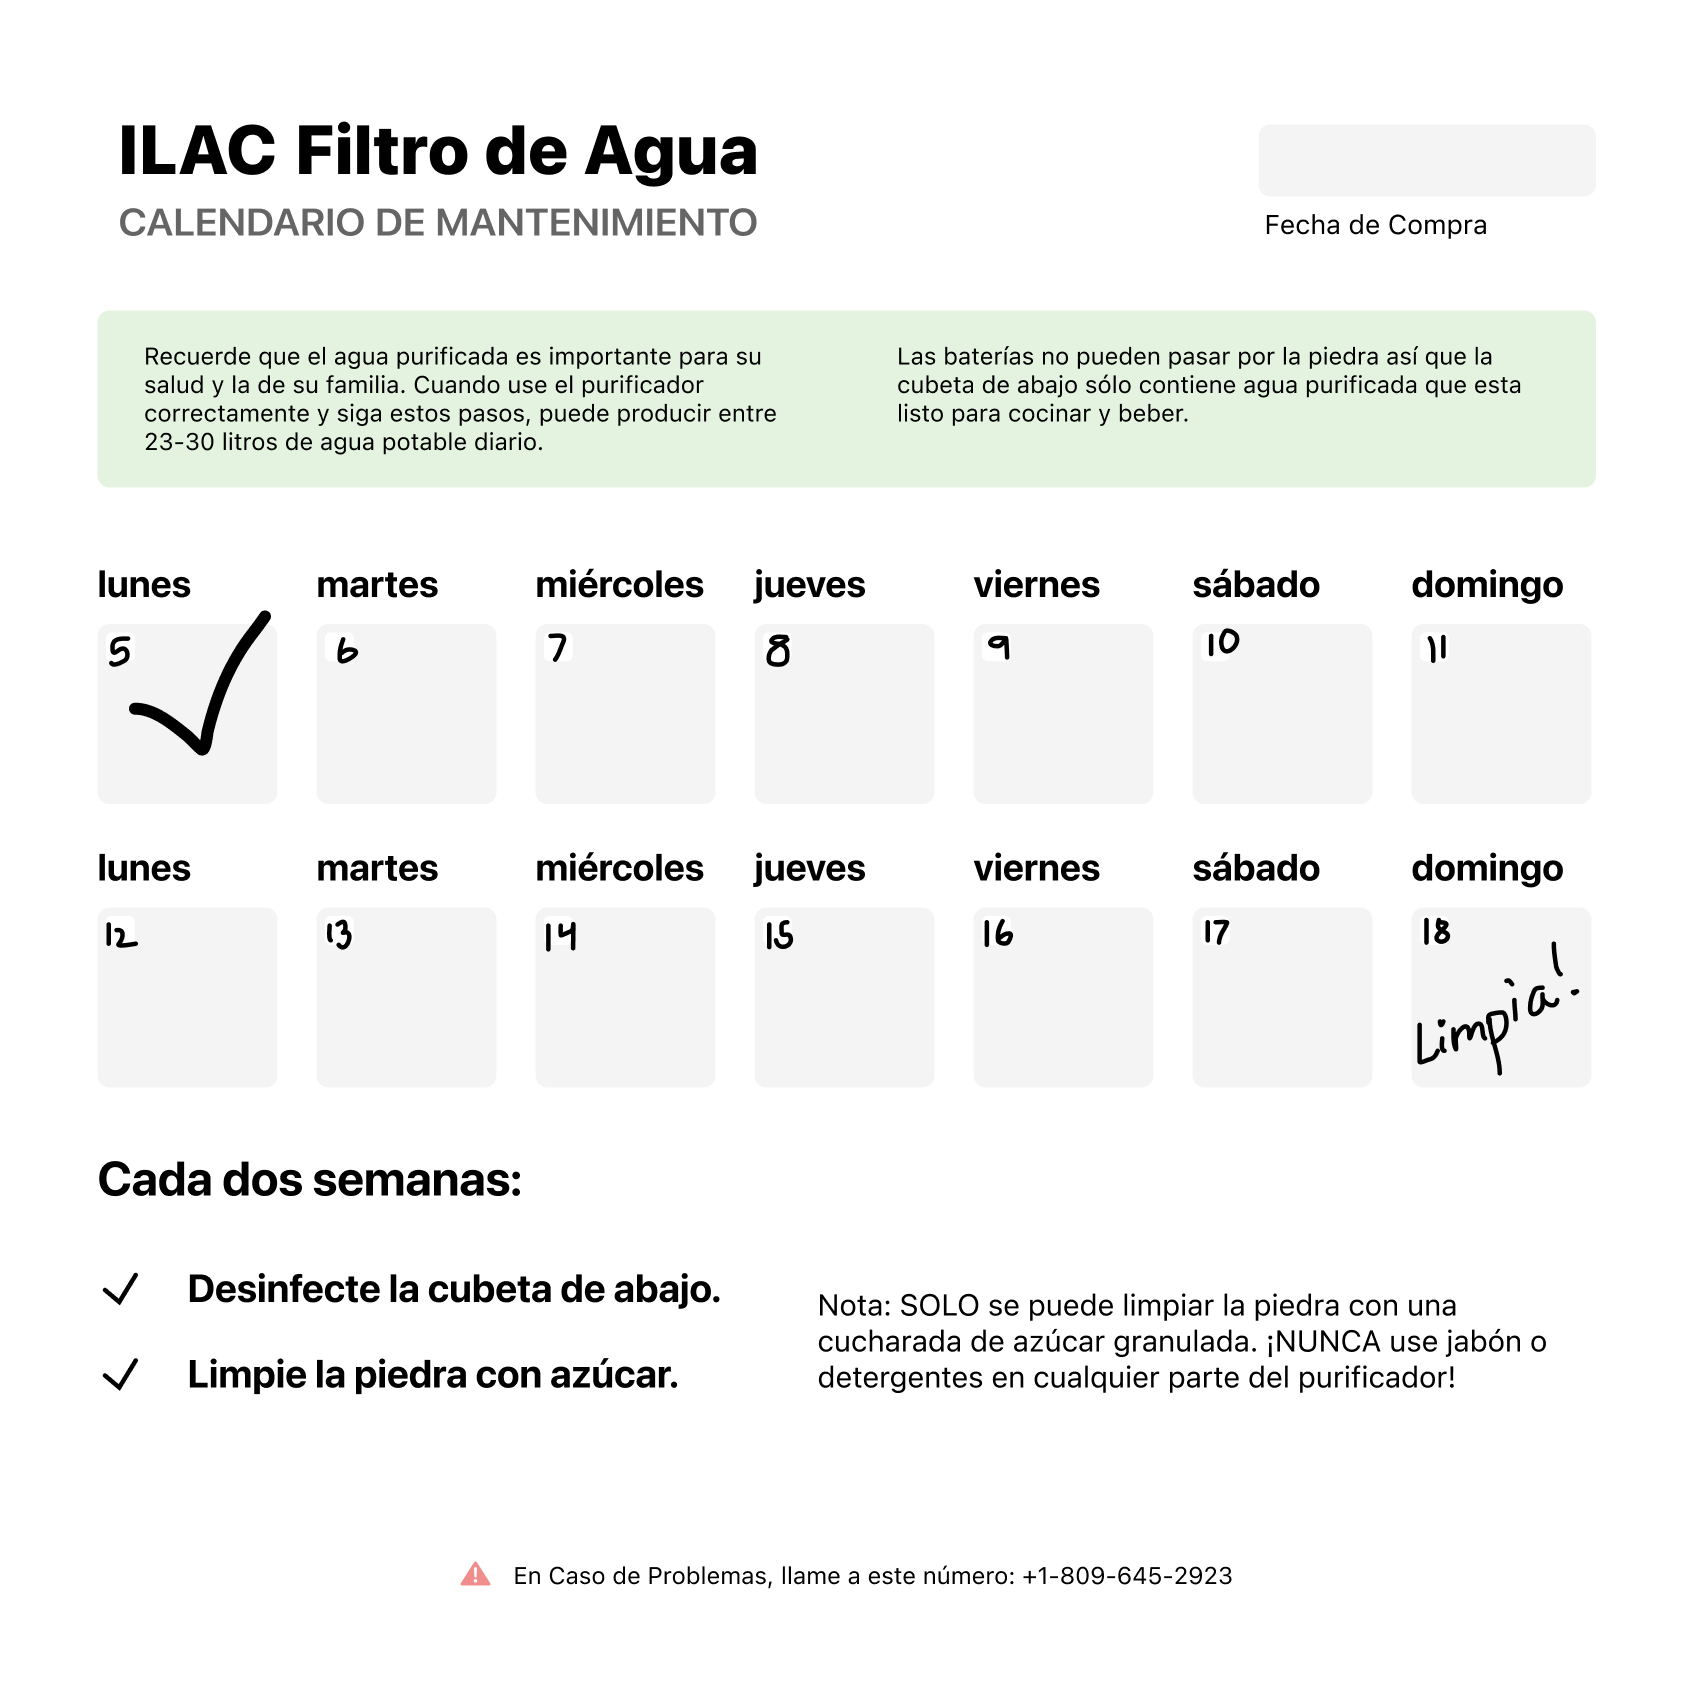 ILAC Filtro de Agua
CALENDARIO DE MANTENIMIENTO
Fecha de Compra
Recuerde que el agua purificada es importante para su
salud y la de su familia. Cuando use el purificador
correctamente y siga estos pasos, puede producir entre
23-30 litros de agua potable diario.
Las baterías no pueden pasar por la piedra así que la
cubeta de abajo sólo contiene agua purificada que esta
listo para cocinar y beber.
lunes martes miércoles jueves viernes sábado domingo
5 6 7 8 9 10 11
lunes martes miércoles jueves viernes sábado domingo
12 13 14 15 16 17 18
Limpia!
Cada dos semanas:
Desinfecte la cubeta de abajo.
Limpie la piedra con azúcar.
Nota: SOLO se puede limpiar la piedra con una
cucharada de azúcar granulada. ¡NUNCA use jabón o
detergentes en cualquier parte del purificador!
En Caso de Problemas, llame a este número: +1-809-645-2923